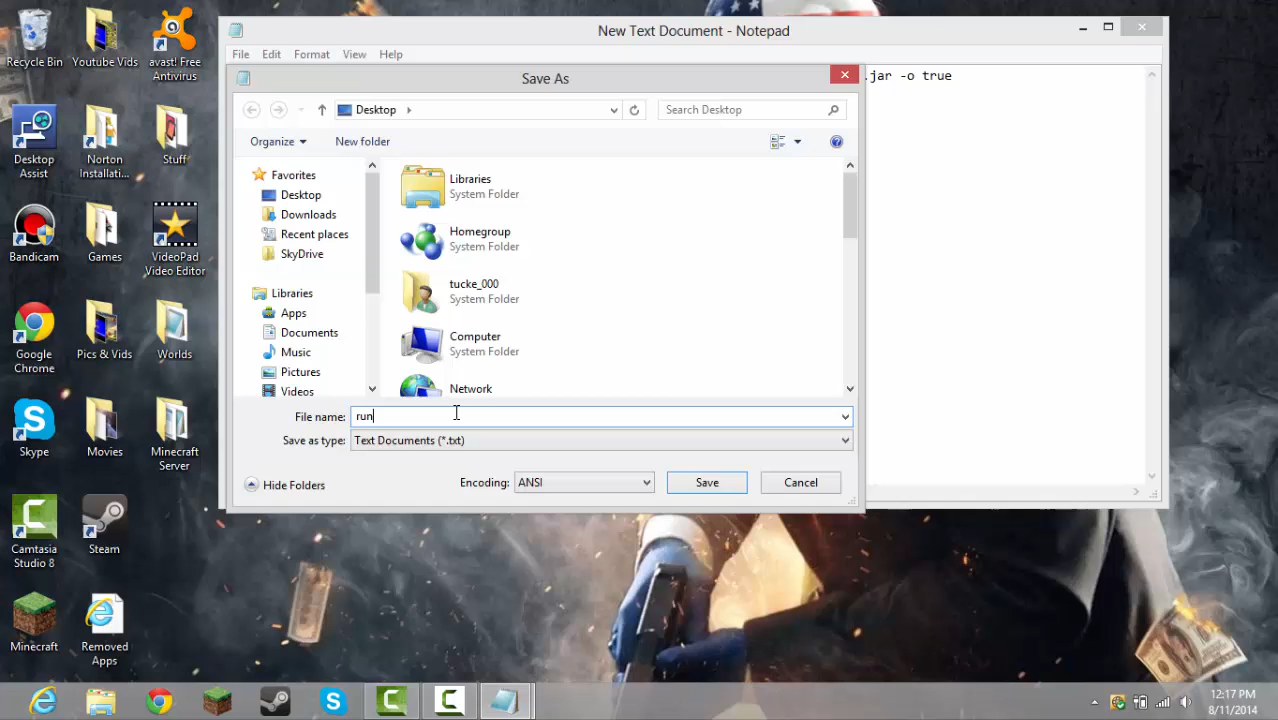 Recycle Bin
Youtube Vids
avast! Free
Antivirus
Desktop
Assist
Norton
Installati...
Stuff
Bandicam
Games
VideoPad
Video Editor
Google
Chrome
Pics & Vids
Worlds
Skype
Movies
Minecraft
Server
Camtasia
Studio 8
Steam
Minecraft
Removed
Apps
New Text Document - Notepad
File Edit Format View Help
.jar -o true
Save As
Desktop
Search Desktop
Organize
New folder
Favorites
Desktop
Downloads
Recent places
SkyDrive
Libraries
Apps
Documents
Music
Pictures
Videos
Libraries
System Folder
Homegroup
System Folder
tucke_000
System Folder
Computer
System Folder
Network
File name: run
Save as type: Text Documents (*.txt)
Hide Folders
Encoding: ANSI
Save
Cancel
12:17 PM
8/11/2014